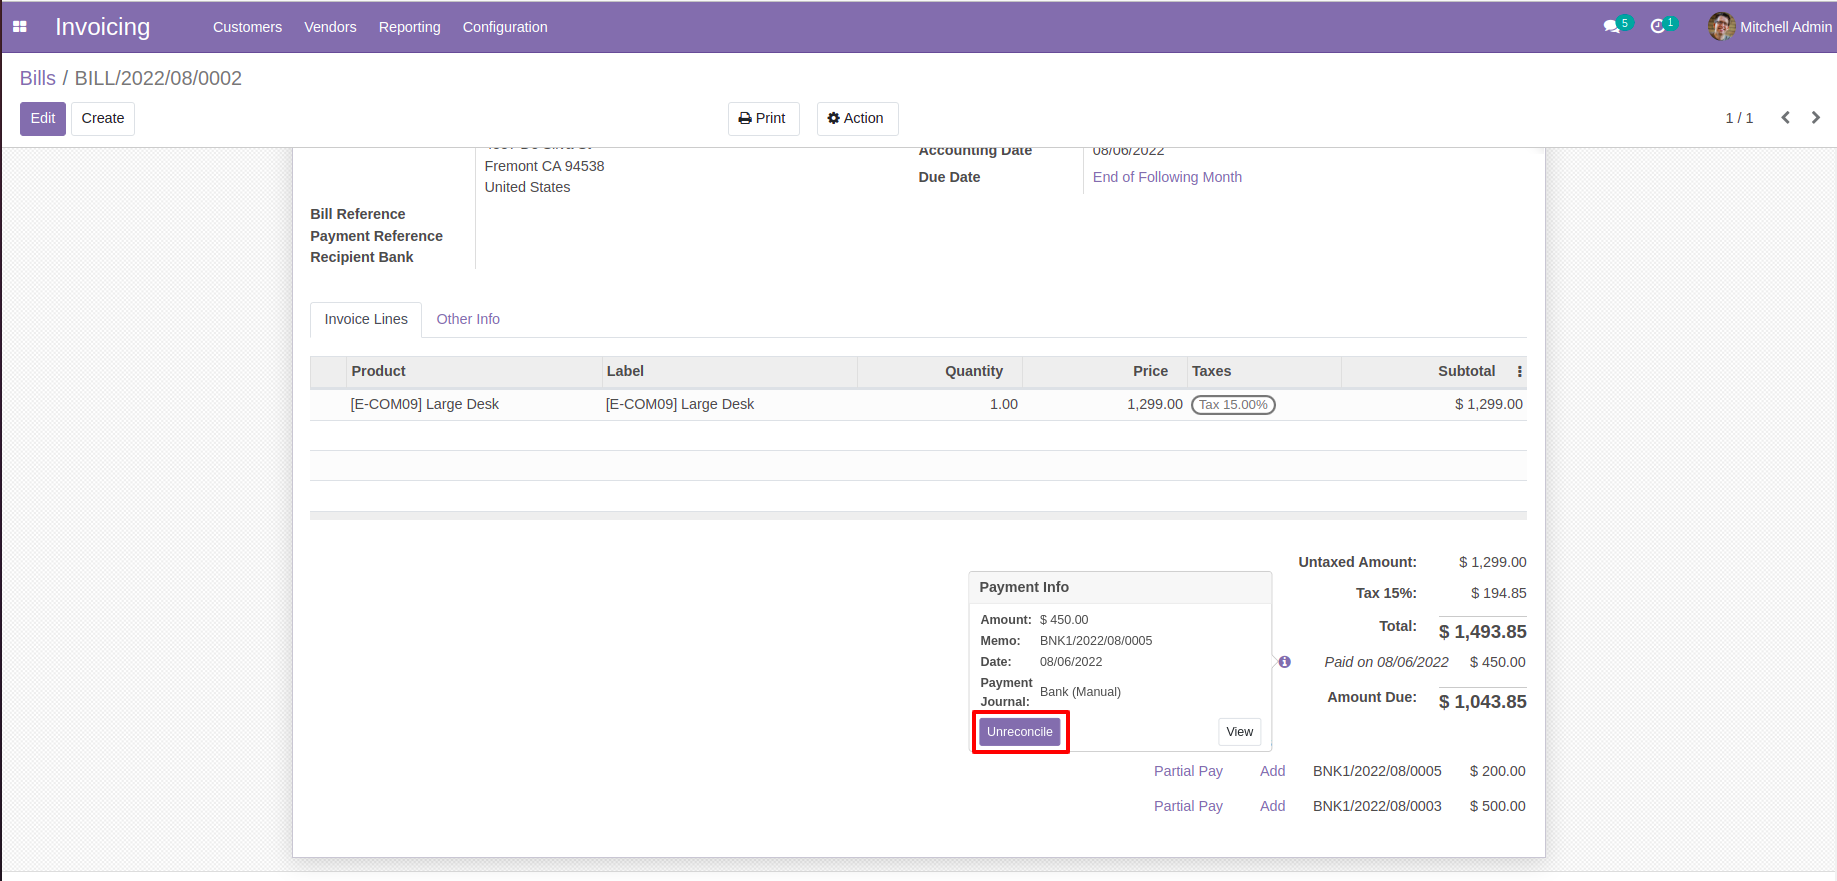 Invoicing Customers Vendors Reporting Configuration 5 1 Mitchell Admin
Bills / BILL/2022/08/0002
Edit Create Print Action 1 / 1
Accounting Date 08/06/2022
Fremont CA 94538
Due Date End of Following Month
United States
Bill Reference
Payment Reference
Recipient Bank
Invoice Lines Other Info
Product Label Quantity Price Taxes Subtotal
[E-COM09] Large Desk [E-COM09] Large Desk 1.00 1,299.00 Tax 15.00% $ 1,299.00
Untaxed Amount: $ 1,299.00
Payment Info
Tax 15%: $ 194.85
Amount: $ 450.00
Total: $ 1,493.85
Memo: BNK1/2022/08/0005
Date: 08/06/2022
Paid on 08/06/2022 $ 450.00
Payment
Journal: Bank (Manual)
Amount Due: $ 1,043.85
Unreconcile View
Partial Pay Add BNK1/2022/08/0005 $ 200.00
Partial Pay Add BNK1/2022/08/0003 $ 500.00